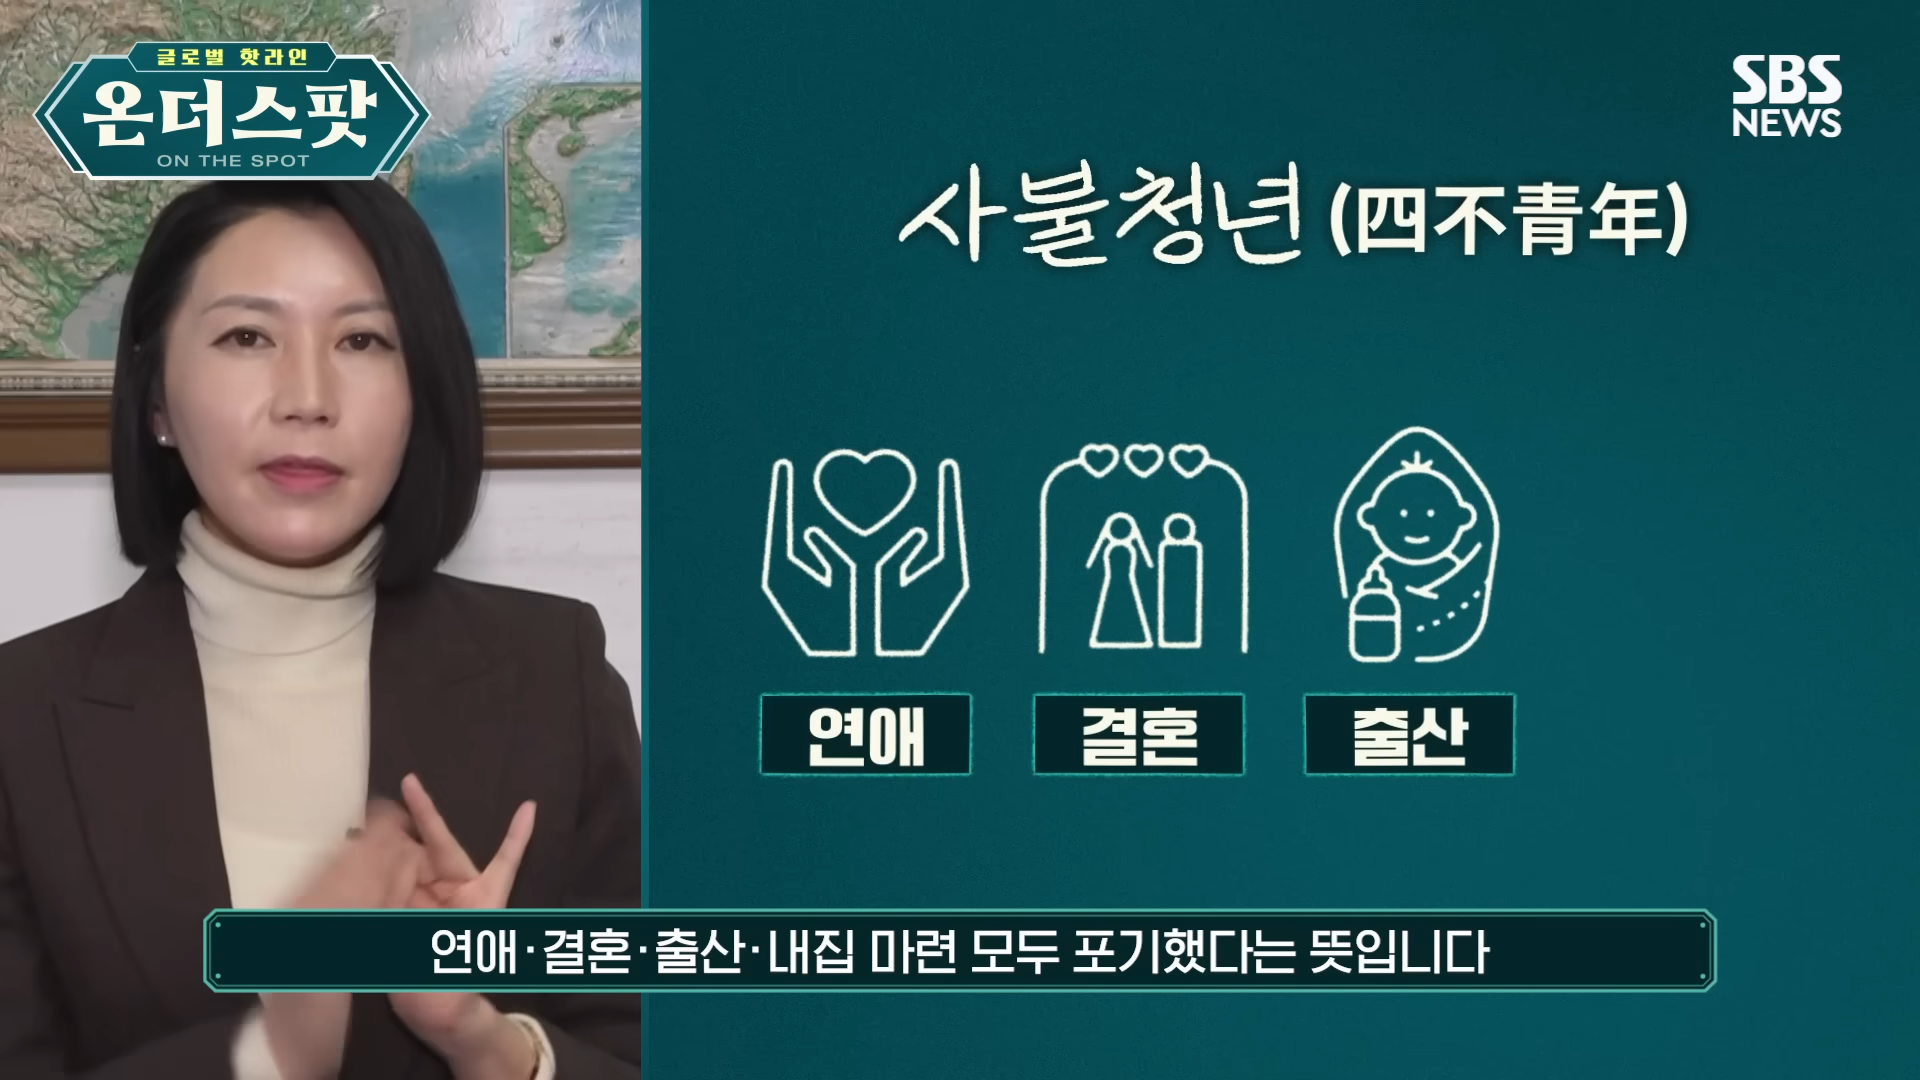 글로벌 핫라인
온더스팟
ON THE SPOT
SBS
NEWS
사불청년 (四不青年)
연애
결혼
출산
연애·결혼·출산·내집 마련 모두 포기했다는 뜻입니다